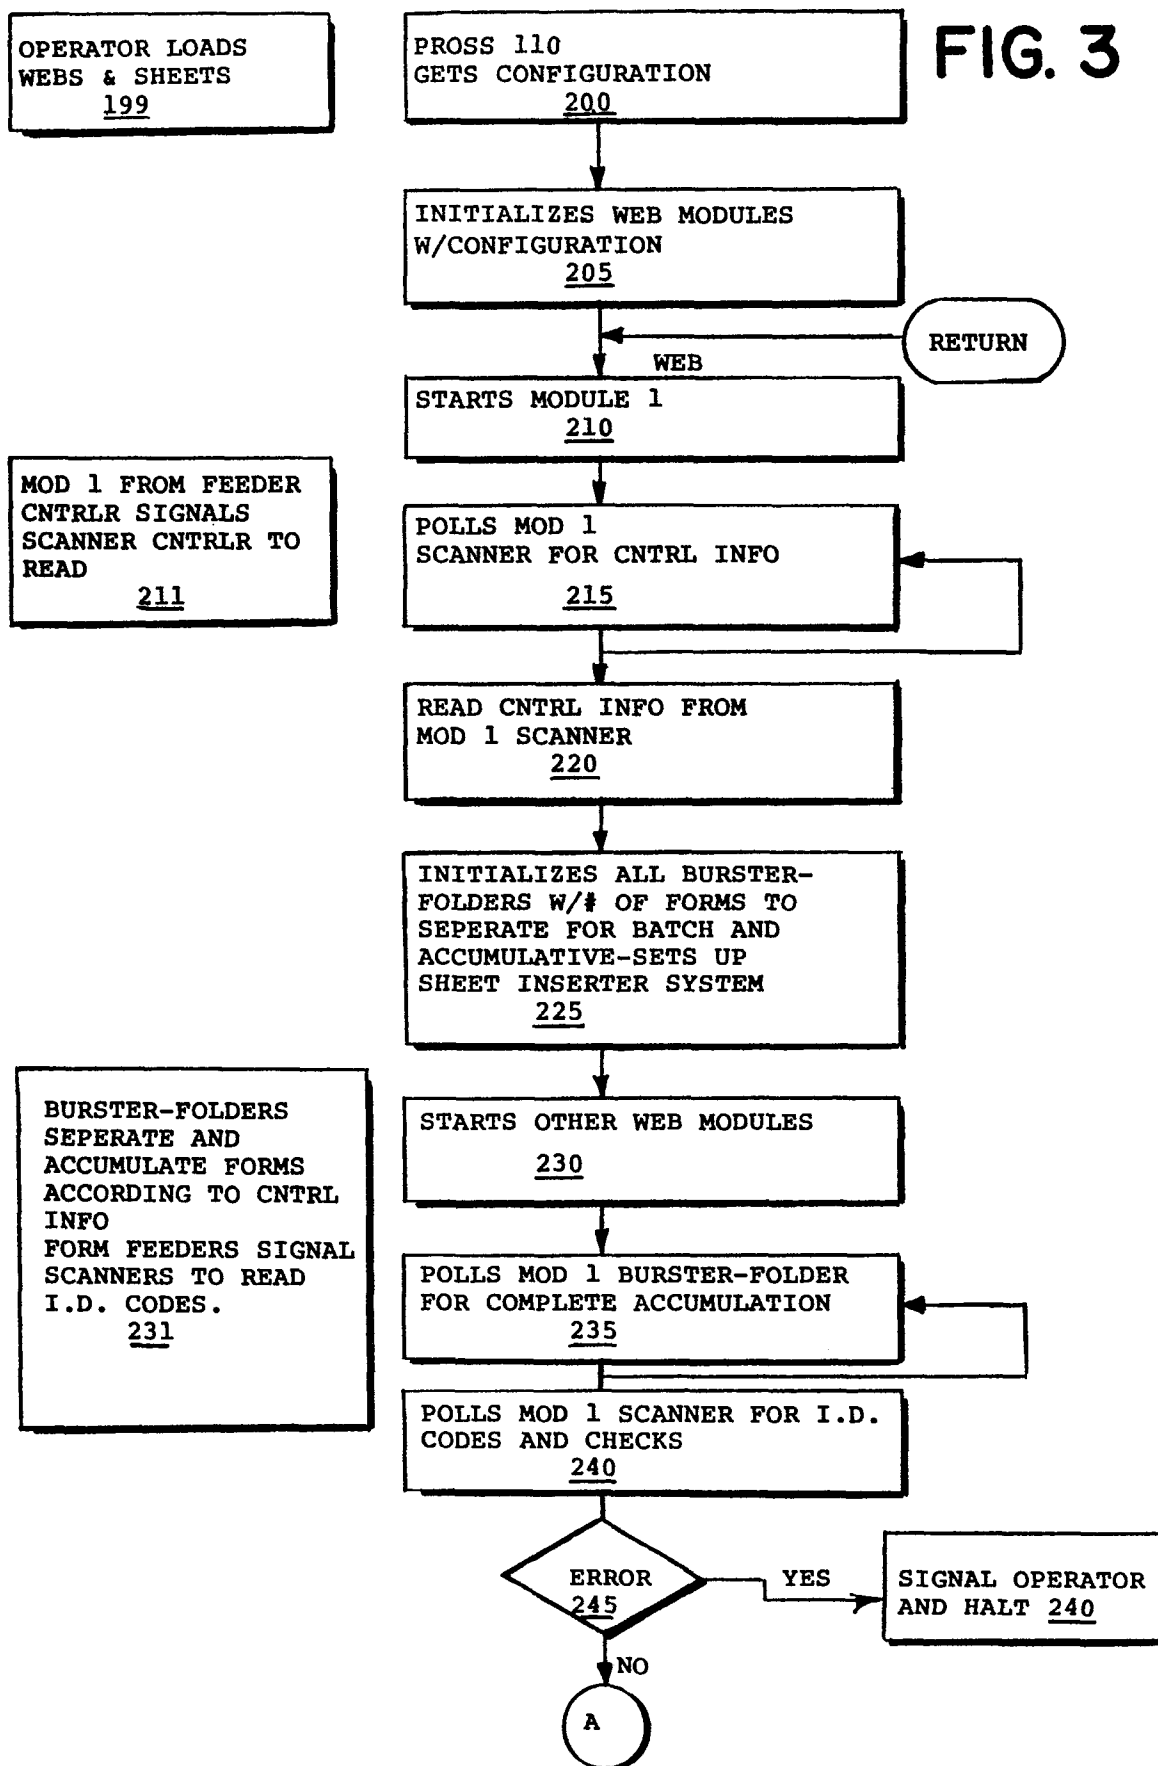 FIG. 3
OPERATOR LOADS
WEBS & SHEETS
199
PROSS 110
GETS CONFIGURATION
200
INITIALIZES WEB MODULES
W/CONFIGURATION
205
RETURN
WEB
STARTS MODULE 1
210
MOD 1 FROM FEEDER
CNTRLR SIGNALS
SCANNER CNTRLR TO
READ
211
POLLS MOD 1
SCANNER FOR CNTRL INFO
215
READ CNTRL INFO FROM
MOD 1 SCANNER
220
INITIALIZES ALL BURSTER-
FOLDERS W/# OF FORMS TO
SEPERATE FOR BATCH AND
ACCUMULATIVE-SETS UP
SHEET INSERTER SYSTEM
225
BURSTER-FOLDERS
SEPERATE AND
ACCUMULATE FORMS
ACCORDING TO CNTRL
INFO
FORM FEEDERS SIGNAL
SCANNERS TO READ
I.D. CODES.
231
STARTS OTHER WEB MODULES
230
POLLS MOD 1 BURSTER-FOLDER
FOR COMPLETE ACCUMULATION
235
POLLS MOD 1 SCANNER FOR I.D.
CODES AND CHECKS
240
ERROR
245
YES
SIGNAL OPERATOR
AND HALT 240
NO
A